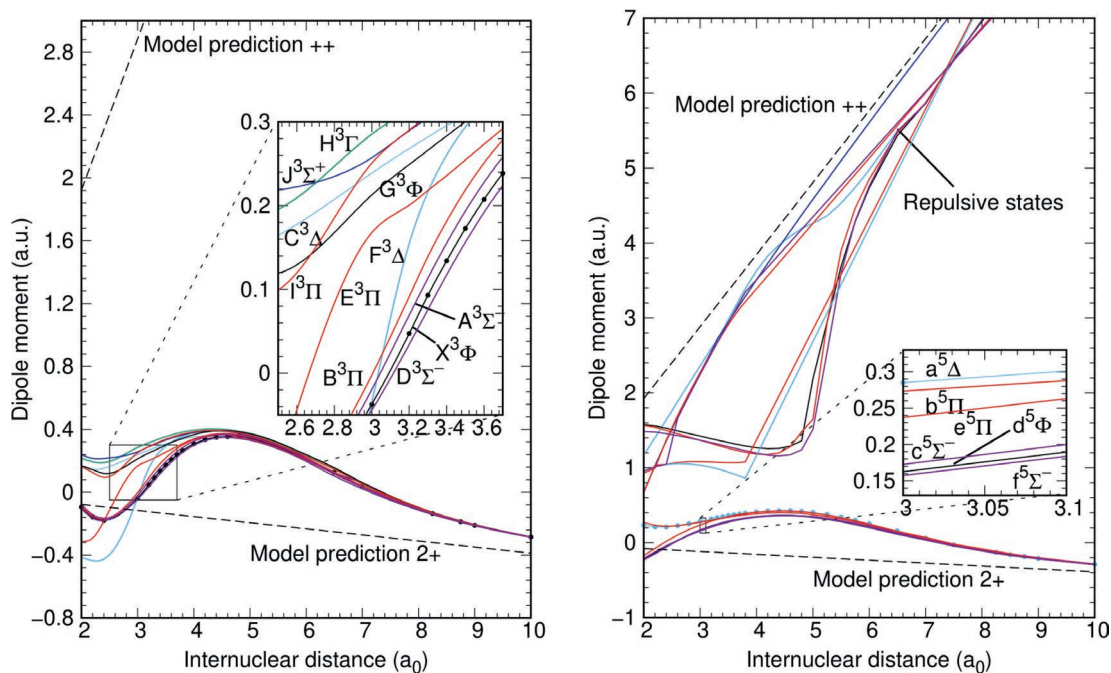 2.8
2.4
2
1.6
1.2
0.8
0.4
0
−0.4
−0.8
Dipole moment (a.u.)
2 3 4 5 6 7 8 9 10
Internuclear distance (a₀)
Model prediction ++
Model prediction 2+
0.3
0.2
0.1
0
2.6 2.8 3 3.2 3.4 3.6
H³Γ
J³Σ⁺
G³Φ
C³Δ
F³Δ
I³Π
E³Π
A³Σ⁻
X³Φ
B³Π
D³Σ⁻
7
6
5
4
3
2
1
0
−1
Dipole moment (a.u.)
2 3 4 5 6 7 8 9 10
Internuclear distance (a₀)
Model prediction ++
Repulsive states
Model prediction 2+
0.3
0.25
0.2
0.15
3 3.05 3.1
a⁵Δ
b⁵Π
e⁵Π
d⁵Φ
c⁵Σ⁻
f⁵Σ⁻